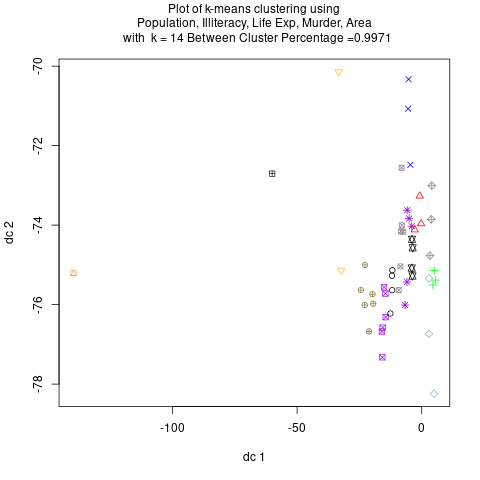 Plot of k-means clustering using
Population, Illiteracy, Life Exp, Murder, Area
with k = 14 Between Cluster Percentage =0.9971
-70
-72
-74
-76
-78
dc 2
-100
-50
0
dc 1